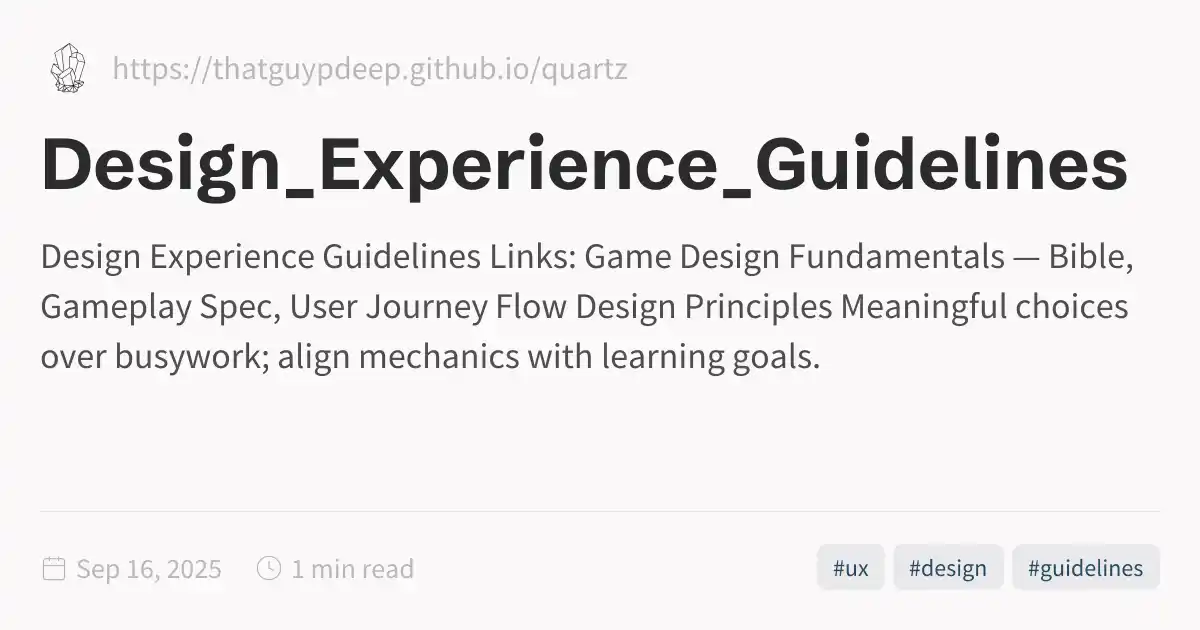 https://thatguypdeep.github.io/quartz
Design_Experience_Guidelines
Design Experience Guidelines Links: Game Design Fundamentals — Bible,
Gameplay Spec, User Journey Flow Design Principles Meaningful choices
over busywork; align mechanics with learning goals.
Sep 16, 2025 1 min read #ux #design #guidelines